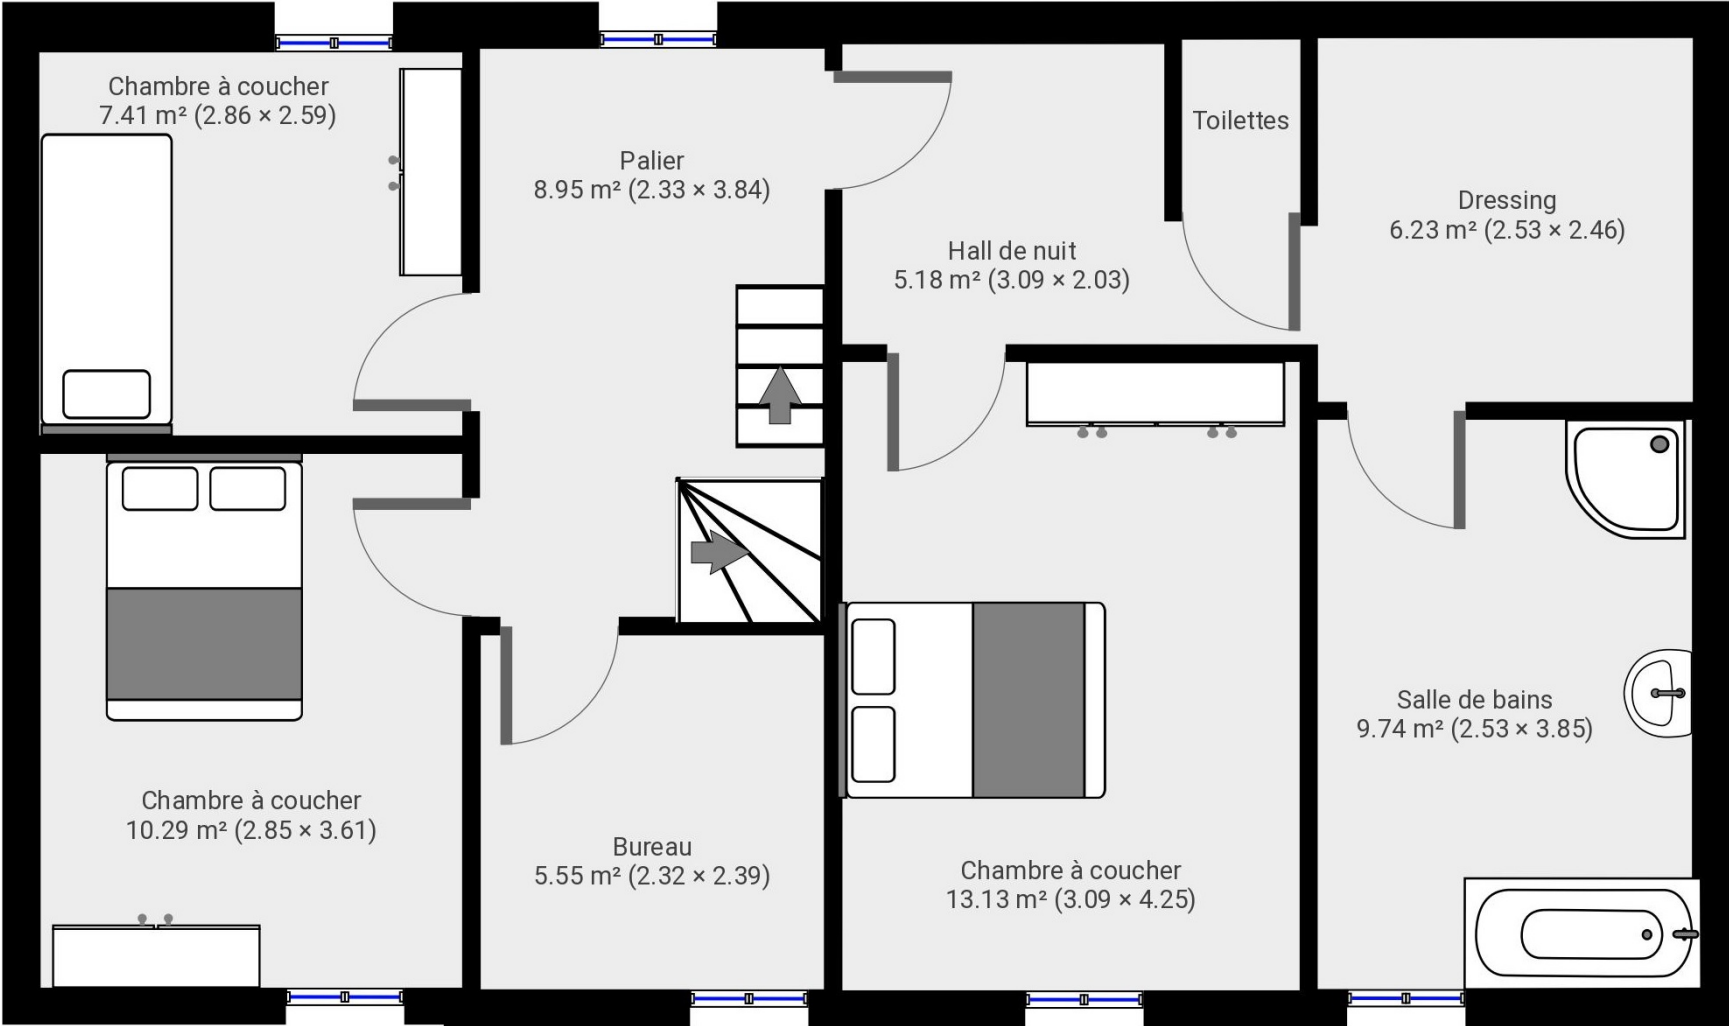 Chambre à coucher
7.41 m² (2.86 × 2.59)
Palier
8.95 m² (2.33 × 3.84)
Toilettes
Hall de nuit
5.18 m² (3.09 × 2.03)
Dressing
6.23 m² (2.53 × 2.46)
Chambre à coucher
10.29 m² (2.85 × 3.61)
Bureau
5.55 m² (2.32 × 2.39)
Chambre à coucher
13.13 m² (3.09 × 4.25)
Salle de bains
9.74 m² (2.53 × 3.85)